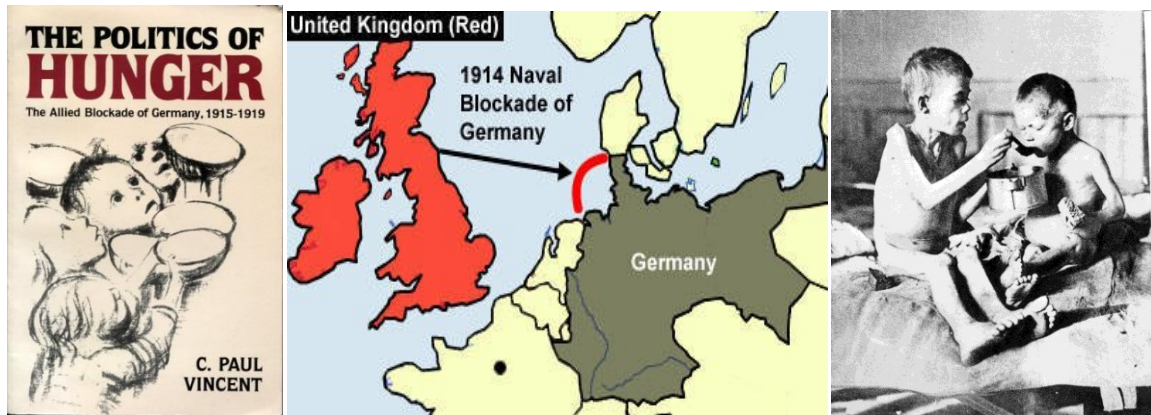 THE POLITICS OF
HUNGER
The Allied Blockade of Germany, 1915-1919
C. PAUL
VINCENT
United Kingdom (Red)
1914 Naval
Blockade of
Germany
Germany